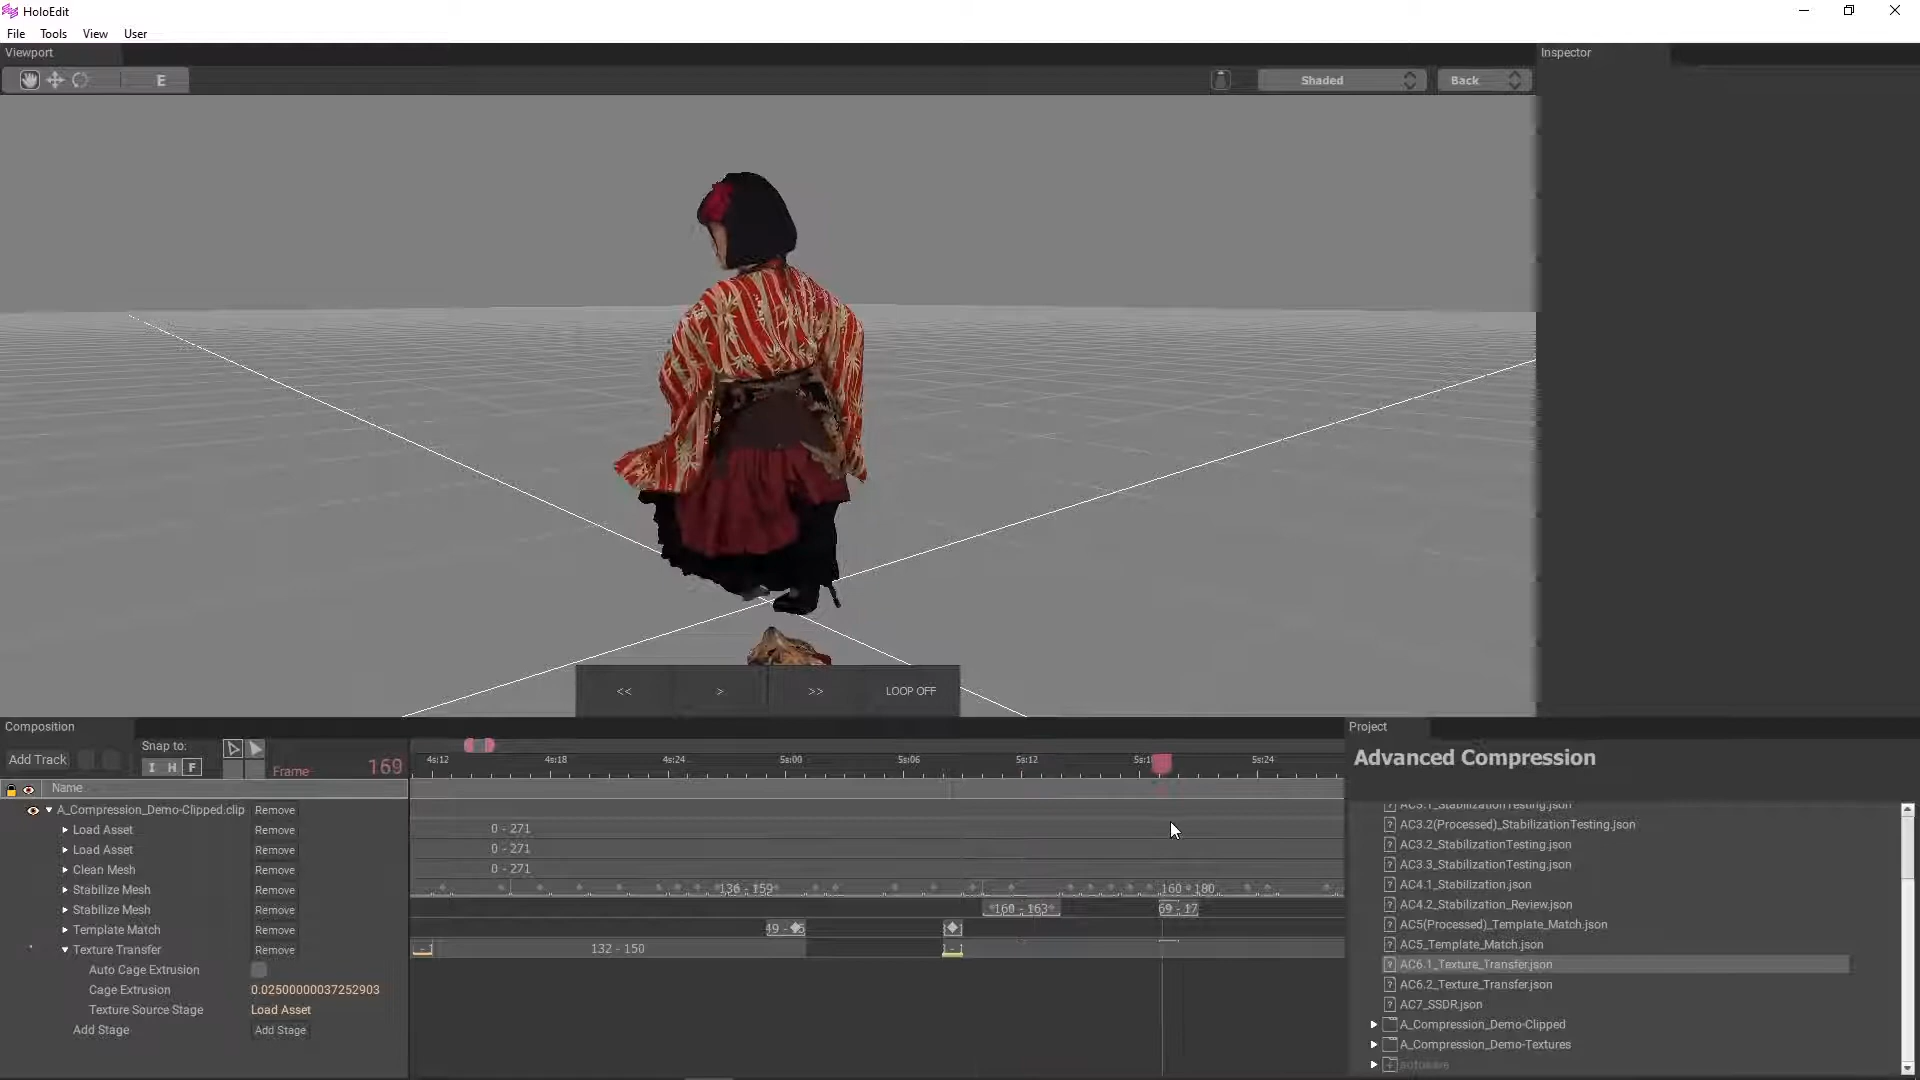 HoloEdit
File Tools View User
Viewport
Inspector
E
Shaded
Back
<< > >> LOOP OFF
Composition
Project
Add Track
Snap to:
I H F
Frame 169
4s:12 4s:18 4s:24 5s:00 5s:06 5s:12 5s:24
Advanced Compression
Name
A_Compression_Demo-Clipped.clip Remove
Load Asset Remove 0 - 271
Load Asset Remove 0 - 271
Clean Mesh Remove 0 - 271
Stabilize Mesh Remove 136 - 159 160 - 180
Stabilize Mesh Remove 160 - 163 69 - 17
Template Match Remove
Texture Transfer Remove 132 - 150
Auto Cage Extrusion
Cage Extrusion 0.02500000037252903
Texture Source Stage Load Asset
Add Stage Add Stage
AC3.1_StabilizationTesting.json
AC3.2(Processed)_StabilizationTesting.json
AC3.2_StabilizationTesting.json
AC3.3_StabilizationTesting.json
AC4.1_Stabilization.json
AC4.2_Stabilization_Review.json
AC5(Processed)_Template_Match.json
AC5_Template_Match.json
AC6.1_Texture_Transfer.json
AC6.2_Texture_Transfer.json
AC7_SSDR.json
A_Compression_Demo-Clipped
A_Compression_Demo-Textures
autosave